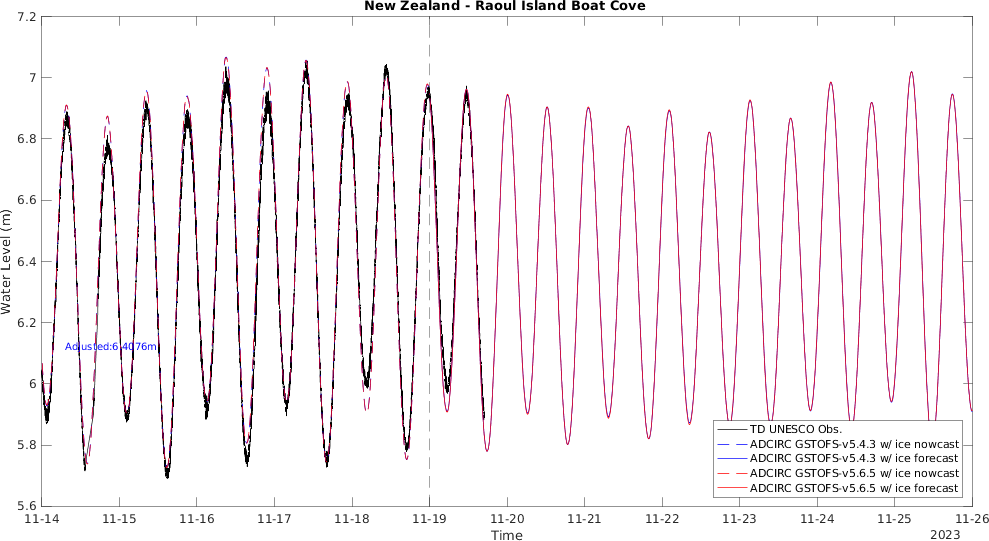 New Zealand - Raoul Island Boat Cove
7.2
7
6.8
6.6
6.4
6.2
6
5.8
5.6
Water Level (m)
Adjusted:6.4076m
TD UNESCO Obs.
ADCIRC GSTOFS-v5.4.3 w/ ice nowcast
ADCIRC GSTOFS-v5.4.3 w/ ice forecast
ADCIRC GSTOFS-v5.6.5 w/ ice nowcast
ADCIRC GSTOFS-v5.6.5 w/ ice forecast
11-14 11-15 11-16 11-17 11-18 11-19 11-20 11-21 11-22 11-23 11-24 11-25 11-26
Time
2023